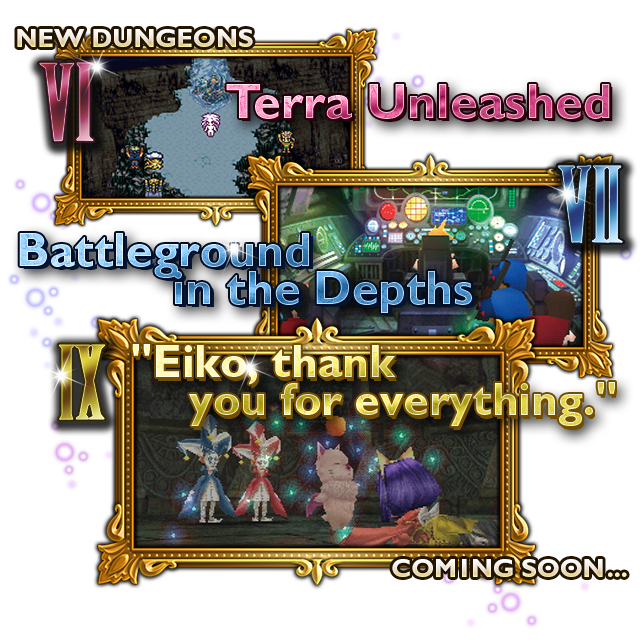 NEW DUNGEONS
VI
Terra Unleashed
VII
Battleground
in the Depths
IX
"Eiko, thank
you for everything."
COMING SOON...